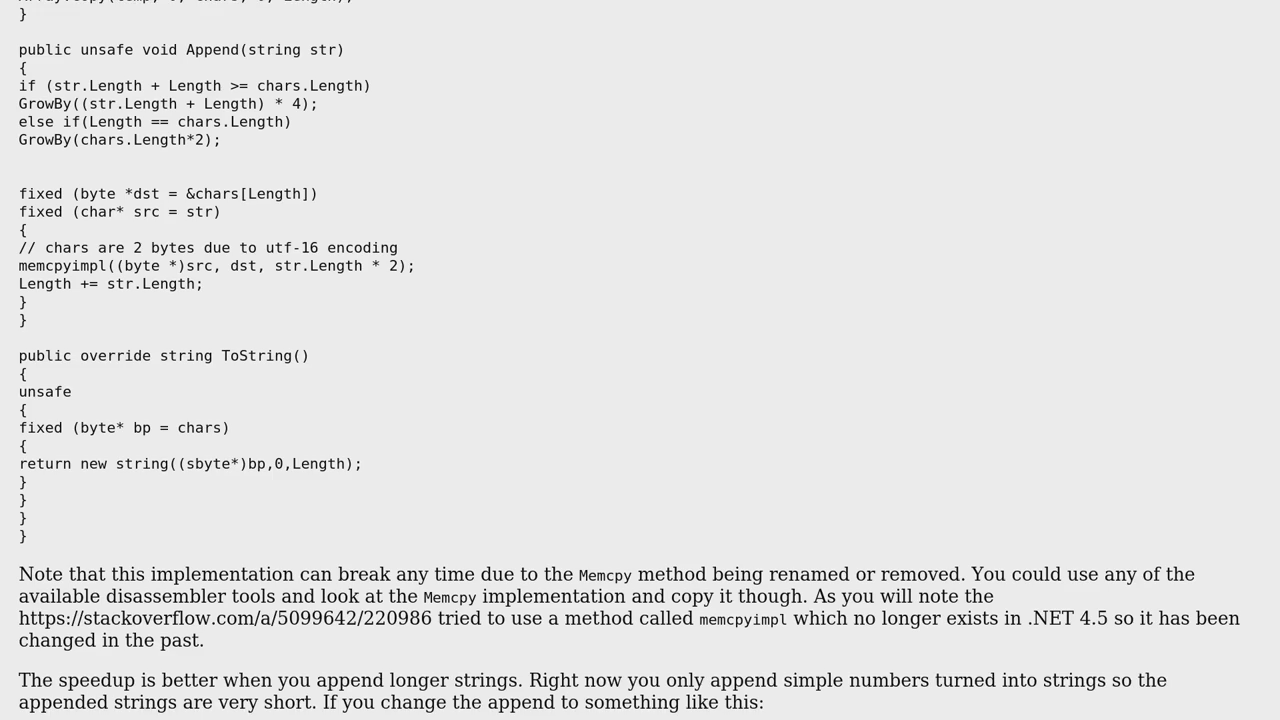 }
public unsafe void Append(string str)
{
if (str.Length + Length >= chars.Length)
GrowBy((str.Length + Length) * 4);
else if(Length == chars.Length)
GrowBy(chars.Length*2);
fixed (byte *dst = &chars[Length])
fixed (char* src = str)
{
// chars are 2 bytes due to utf-16 encoding
memcpyimpl((byte *)src, dst, str.Length * 2);
Length += str.Length;
}
}
public override string ToString()
{
unsafe
{
fixed (byte* bp = chars)
{
return new string((sbyte*)bp,0,Length);
}
}
}
}
Note that this implementation can break any time due to the Memcpy method being renamed or removed. You could use any of the
available disassembler tools and look at the Memcpy implementation and copy it though. As you will note the
https://stackoverflow.com/a/5099642/220986 tried to use a method called memcpyimpl which no longer exists in .NET 4.5 so it has been
changed in the past.
The speedup is better when you append longer strings. Right now you only append simple numbers turned into strings so the
appended strings are very short. If you change the append to something like this: